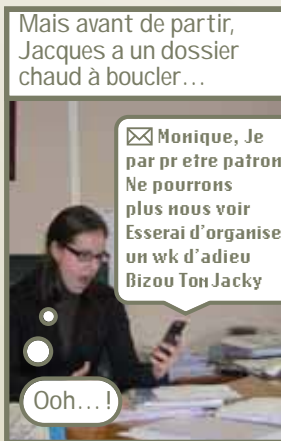 Mais avant de partir,
Jacques a un dossier
chaud à boucler...
Monique, Je
par pr etre patron
Ne pourrons
plus nous voir
Esserai d'organise
un wk d'adieu
Bizou Ton Jacky
Ooh...!